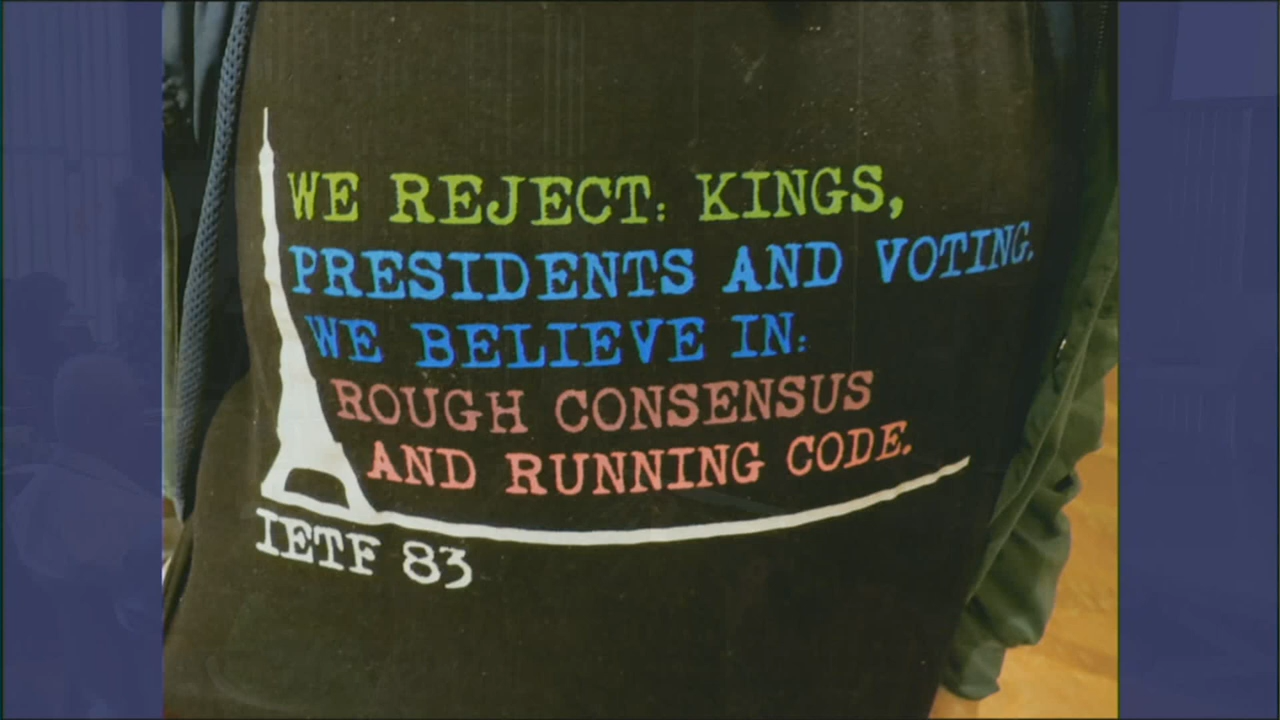 WE REJECT: KINGS,
PRESIDENTS AND VOTING.
WE BELIEVE IN:
ROUGH CONSENSUS
AND RUNNING CODE.
IETF 83